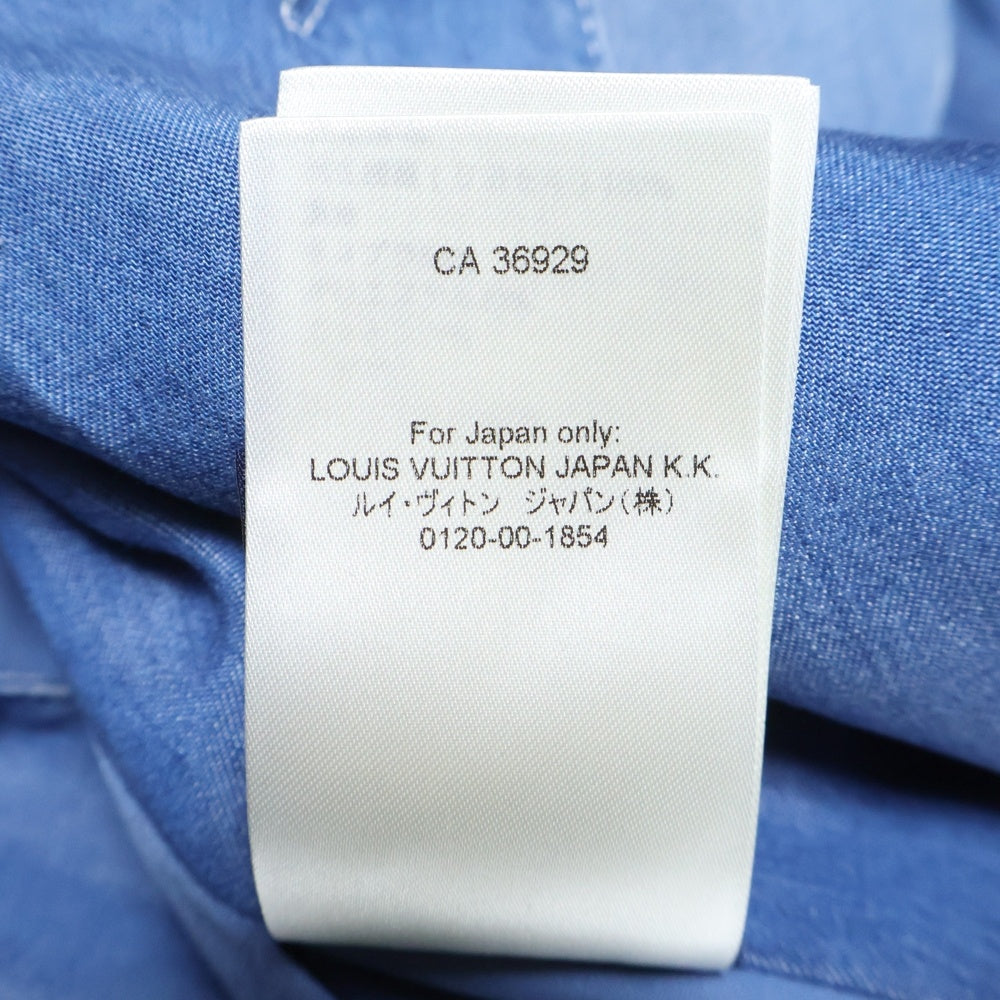 CA 36929
For Japan only:
LOUIS VUITTON JAPAN K.K.
ルイ・ヴィトン ジャパン(株)
0120-00-1854